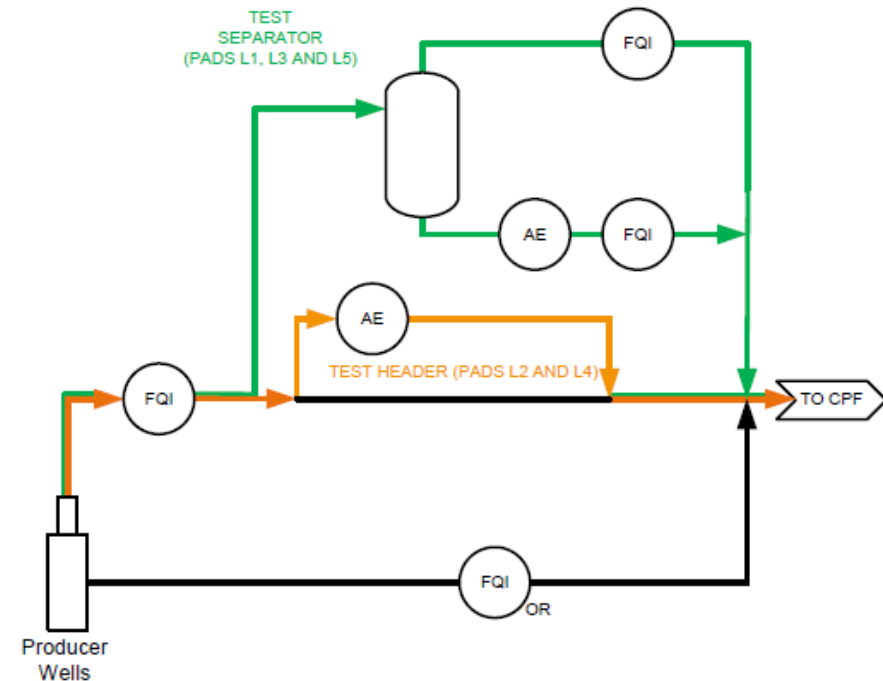 TEST
SEPARATOR
(PADS L1, L3 AND L5)
FQI
AE
FQI
AE
TEST HEADER (PADS L2 AND L4)
FQI
TO CPF
FQI
OR
Producer
Wells